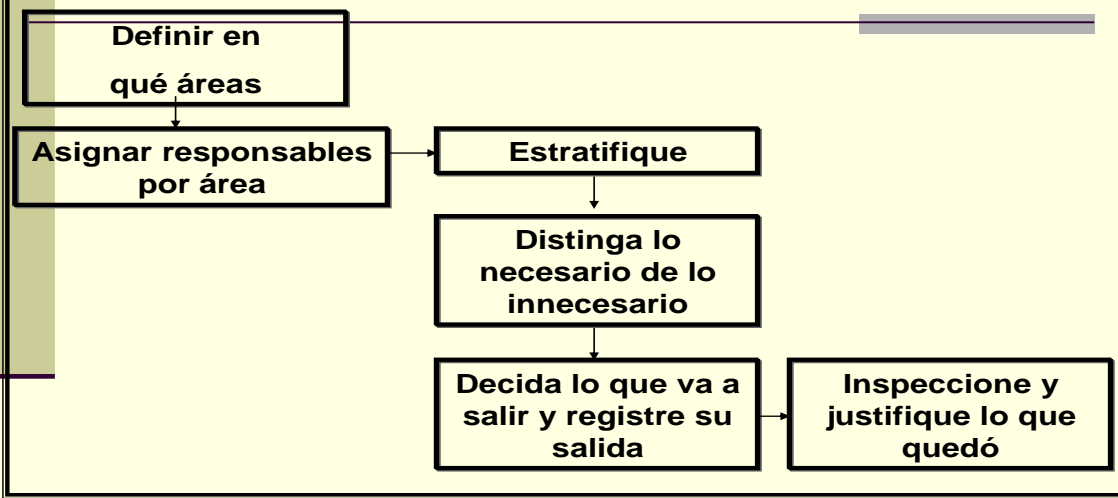 Definir en
qué áreas
Asignar responsables
por área
Estratifique
Distinga lo
necesario de lo
innecesario
Decida lo que va a
salir y registre su
salida
Inspeccione y
justifique lo que
quedó